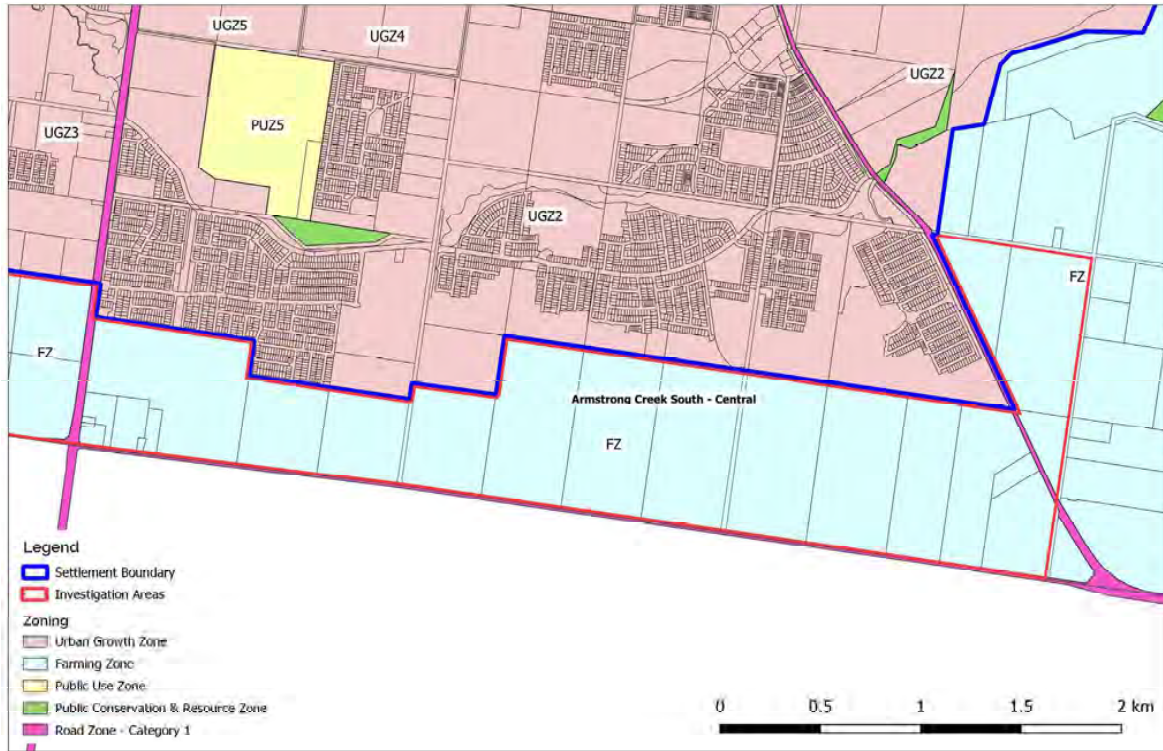 UGZ5
UGZ4
UGZ2
PUZ5
UGZ3
UGZ2
FZ
FZ
Armstrong Creek South - Central
FZ
Legend
Settlement Boundary
Investigation Areas
Zoning
Urban Growth Zone
Farming Zone
Public Use Zone
Public Conservation & Resource Zone
Road Zone - Category 1
0 0.5 1 1.5 2 km